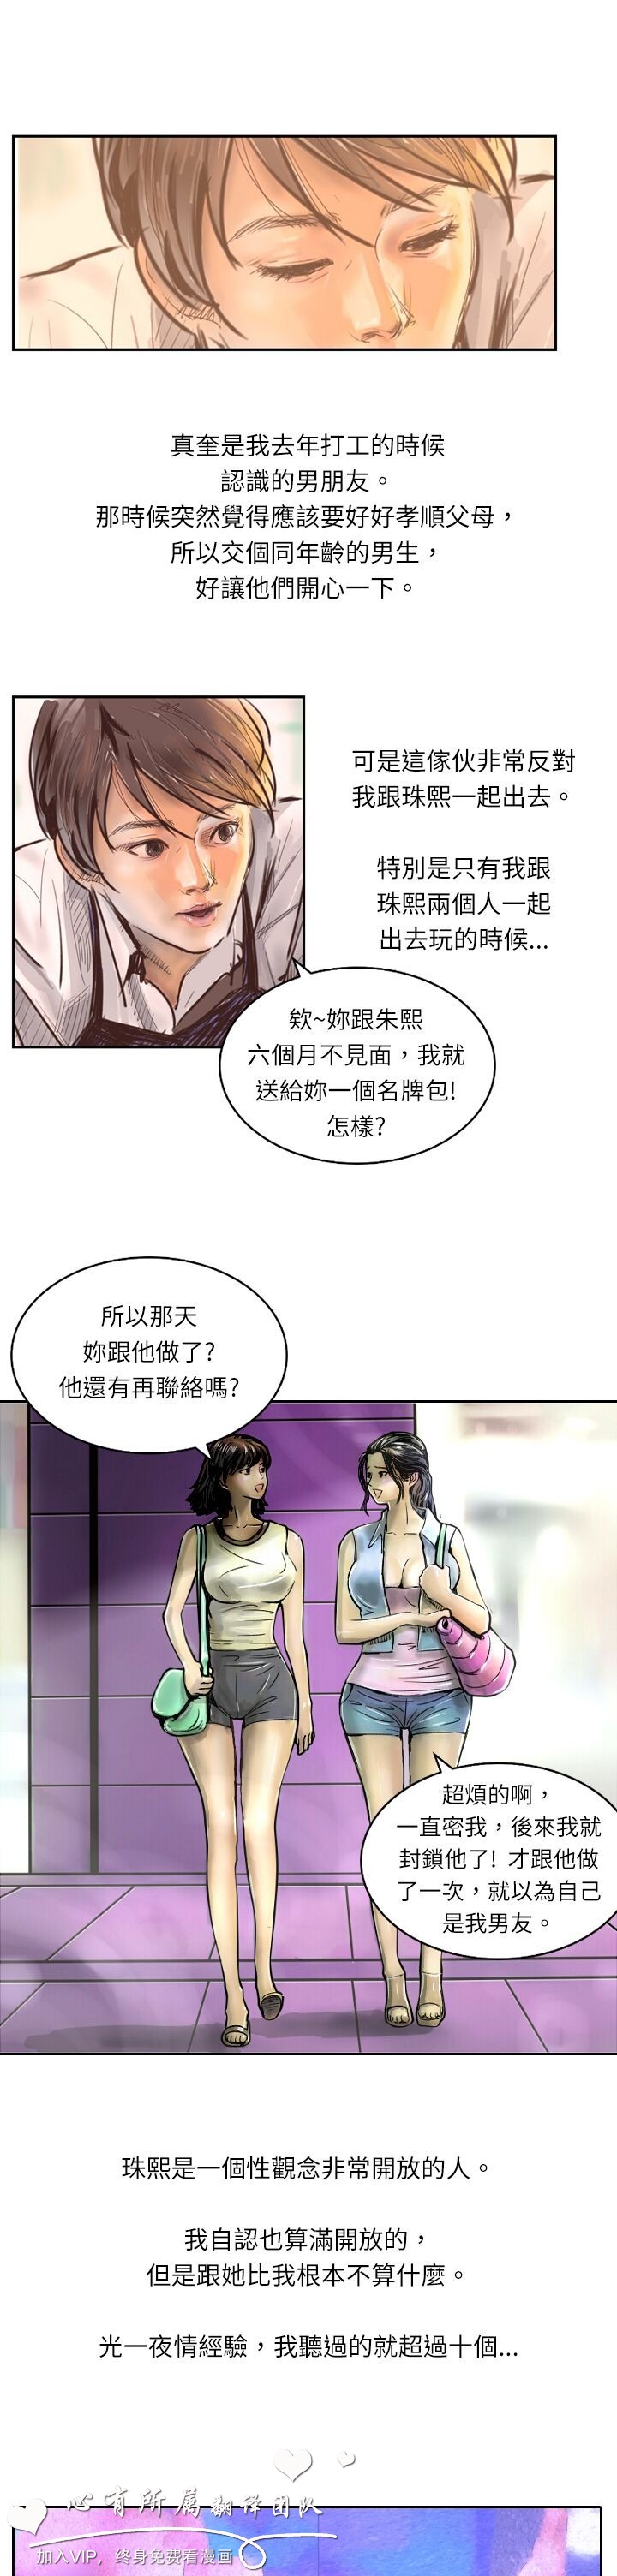 真奎是我去年打工的時候
認識的男朋友。
那時候突然覺得應該要好好孝順父母，
所以交個同年齡的男生，
好讓他們開心一下。
可是這傢伙非常反對
我跟珠熙一起出去。
特別是只有我跟
珠熙兩個人一起
出去玩的時候...
欸~妳跟朱熙
六個月不見面，我就
送給妳一個名牌包!
怎樣?
所以那天
妳跟他做了?
他還有再聯絡嗎?
超煩的啊，
一直密我，後來我就
封鎖他了! 才跟他做
了一次，就以為自己
是我男友。
珠熙是一個性觀念非常開放的人。
我自認也算滿開放的，
但是跟她比我根本不算什麼。
光一夜情經驗，我聽過的就超過十個...
心有所属翻译团队
加入VIP，终身免费看漫画